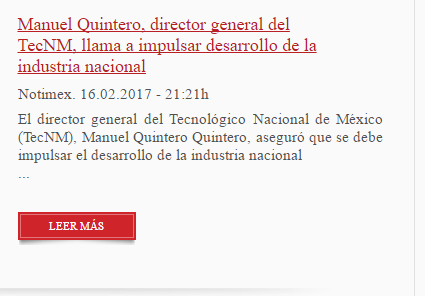 Manuel Quintero, director general del
TecNM, llama a impulsar desarrollo de la
industria nacional
Notimex. 16.02.2017 - 21:21h
El director general del Tecnológico Nacional de México
(TecNM), Manuel Quintero Quintero, aseguró que se debe
impulsar el desarrollo de la industria nacional
...
LEER MÁS